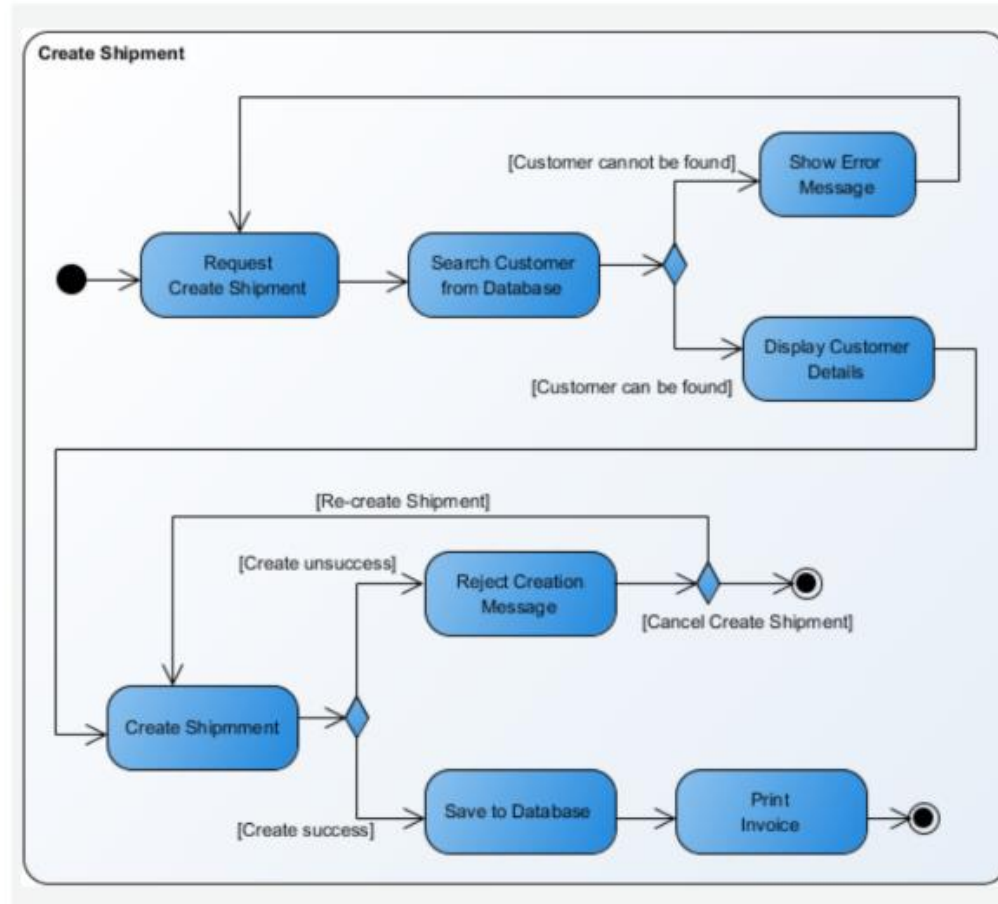 Create Shipment
[Customer cannot be found]
Show Error
Message
Request
Create Shipment
Search Customer
from Database
Display Customer
Details
[Customer can be found]
[Re-create Shipment]
[Create unsuccess]
Reject Creation
Message
[Cancel Create Shipment]
Create Shipmment
[Create success]
Save to Database
Print
Invoice